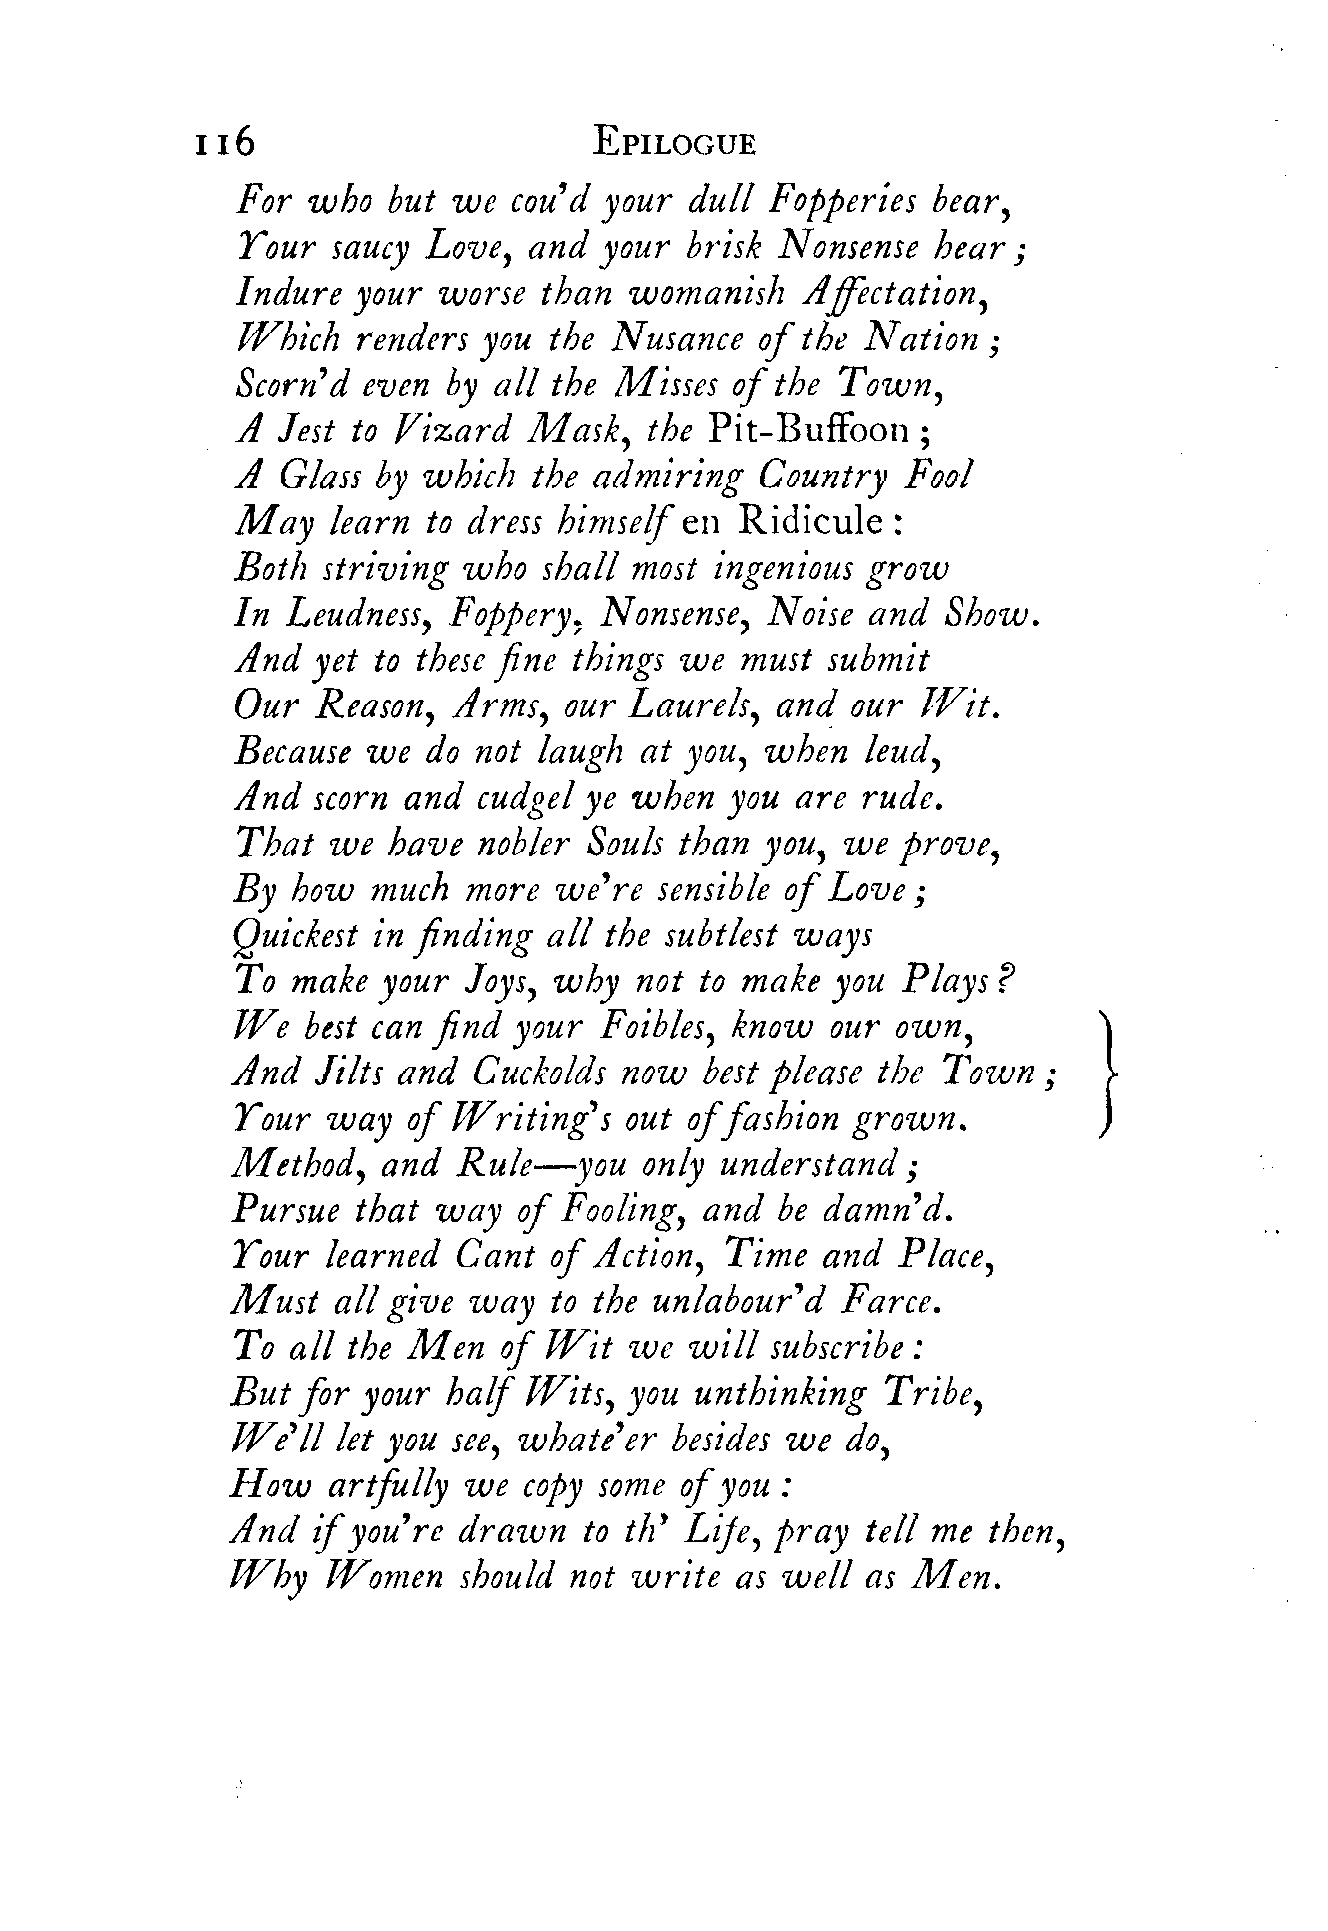 116 EPILOGUE
For who but we cou'd your dull Fopperies bear,
Your saucy Love, and your brisk Nonsense hear ;
Indure your worse than womanish Affectation,
Which renders you the Nusance of the Nation ;
Scorn'd even by all the Misses of the Town,
A Jest to Vizard Mask, the Pit-Buffoon ;
A Glass by which the admiring Country Fool
May learn to dress himself en Ridicule :
Both striving who shall most ingenious grow
In Leudness, Foppery, Nonsense, Noise and Show.
And yet to these fine things we must submit
Our Reason, Arms, our Laurels, and our Wit.
Because we do not laugh at you, when leud,
And scorn and cudgel ye when you are rude.
That we have nobler Souls than you, we prove,
By how much more we're sensible of Love ;
Quickest in finding all the subtlest ways
To make your Joys, why not to make you Plays ?
We best can find your Foibles, know our own,
And Jilts and Cuckolds now best please the Town ;
Your way of Writing's out of fashion grown.
Method, and Rule—you only understand ;
Pursue that way of Fooling, and be damn'd.
Your learned Cant of Action, Time and Place,
Must all give way to the unlabour'd Farce.
To all the Men of Wit we will subscribe :
But for your half Wits, you unthinking Tribe,
We'll let you see, whate'er besides we do,
How artfully we copy some of you :
And if you're drawn to th' Life, pray tell me then,
Why Women should not write as well as Men.